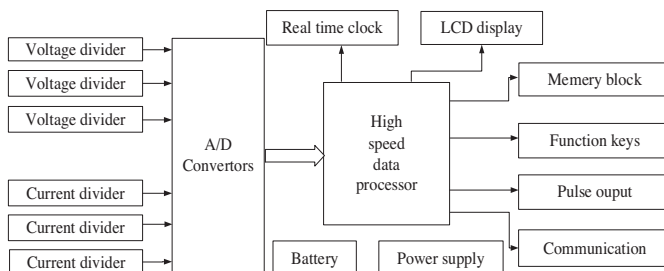 Real time clock
LCD display
Voltage divider
Voltage divider
Voltage divider
Current divider
Current divider
Current divider
A/D
Convertors
High
speed
data
processor
Memory block
Function keys
Pulse ouput
Communication
Battery
Power supply